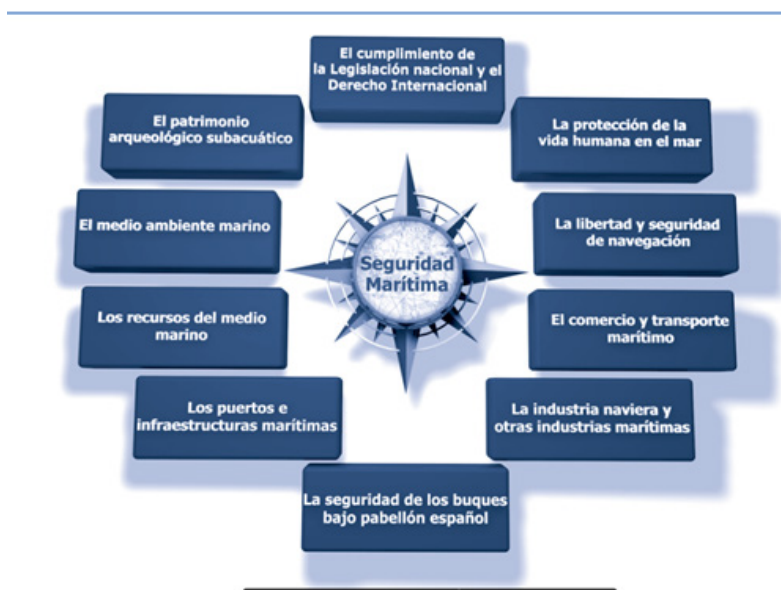 El cumplimiento de
la Legislación nacional y el
Derecho Internacional
El patrimonio
arqueológico subacuático
La protección de la
vida humana en el mar
El medio ambiente marino
La libertad y seguridad
de navegación
Seguridad
Marítima
Los recursos del medio
marino
El comercio y transporte
marítimo
Los puertos e
infraestructuras marítimas
La industria naviera y
otras industrias marítimas
La seguridad de los buques
bajo pabellón español